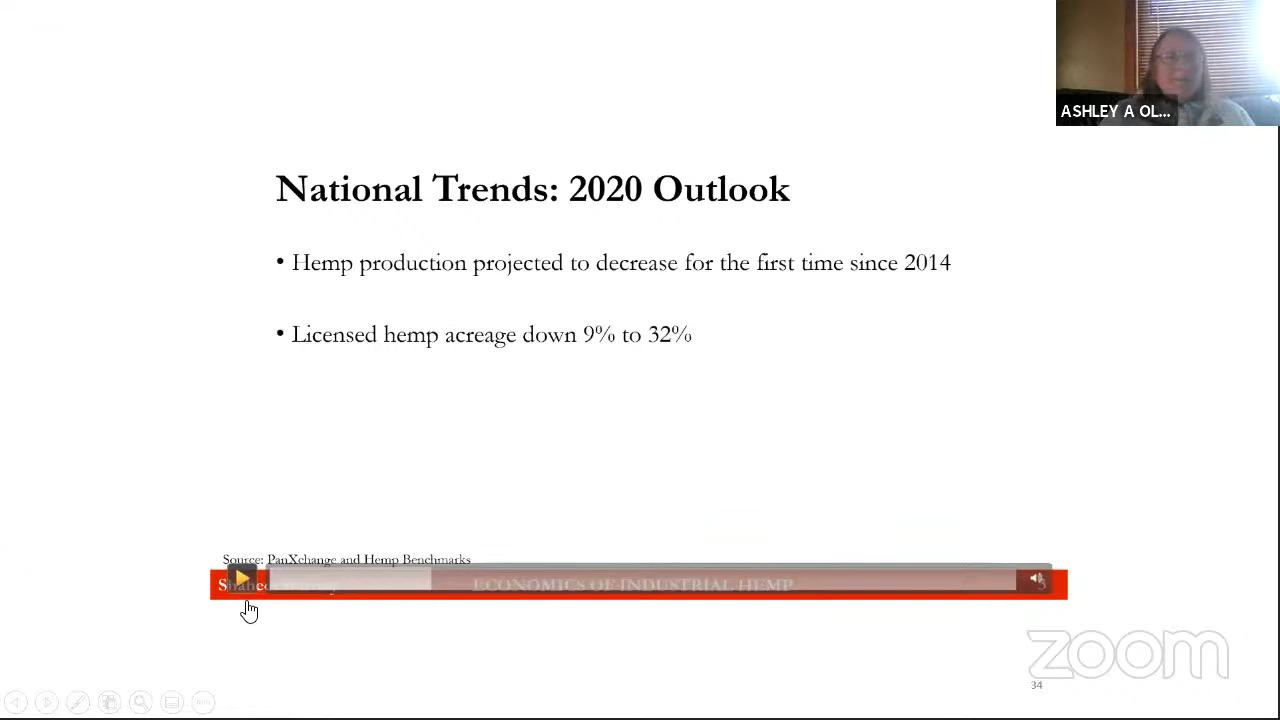 ASHLEY A OL...
National Trends: 2020 Outlook
• Hemp production projected to decrease for the first time since 2014
• Licensed hemp acreage down 9% to 32%
Source: PanXchange and Hemp Benchmarks
ECONOMICS OF INDUSTRIAL HEMP
zoom
34